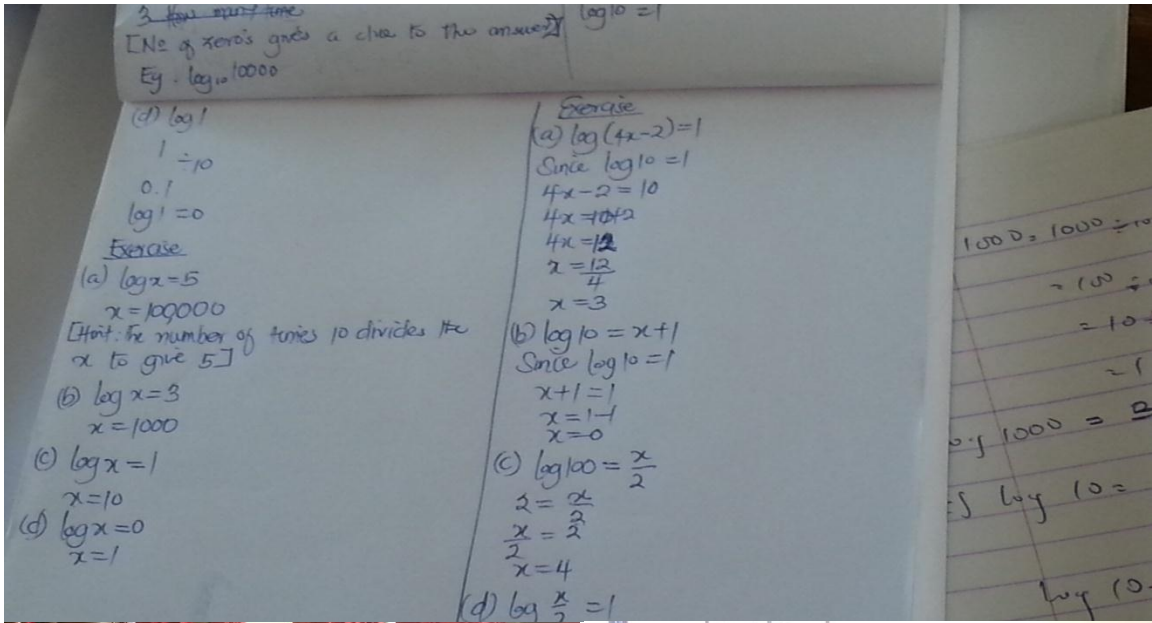 [No of zero's gives a clue to the answer]
Eg. log₁₀10000
log10 = 1
(d) log 1
1 ÷10
0.1
log 1 = 0
Exercise
(a) log x = 5
x = 100,000
[Hint: The number of times 10 divides the
x to give 5]
(b) log x = 3
x = 1000
(c) log x = 1
x = 10
(d) log x = 0
x = 1
Exercise
(a) log (4x-2) = 1
Since log 10 = 1
4x - 2 = 10
4x = 10+2
4x = 12
x = 12/4
x = 3
(b) log 10 = x + 1
Since log 10 = 1
x + 1 = 1
x = 1-1
x = 0
(c) log 100 = x/2
2 = x/2
x/2 = 2
x = 4
(d) log x/2 = 1
1000 = 1000 ÷ 10
= 100 ÷
= 10
= 1
log 1000 =
log 10 =
log 10